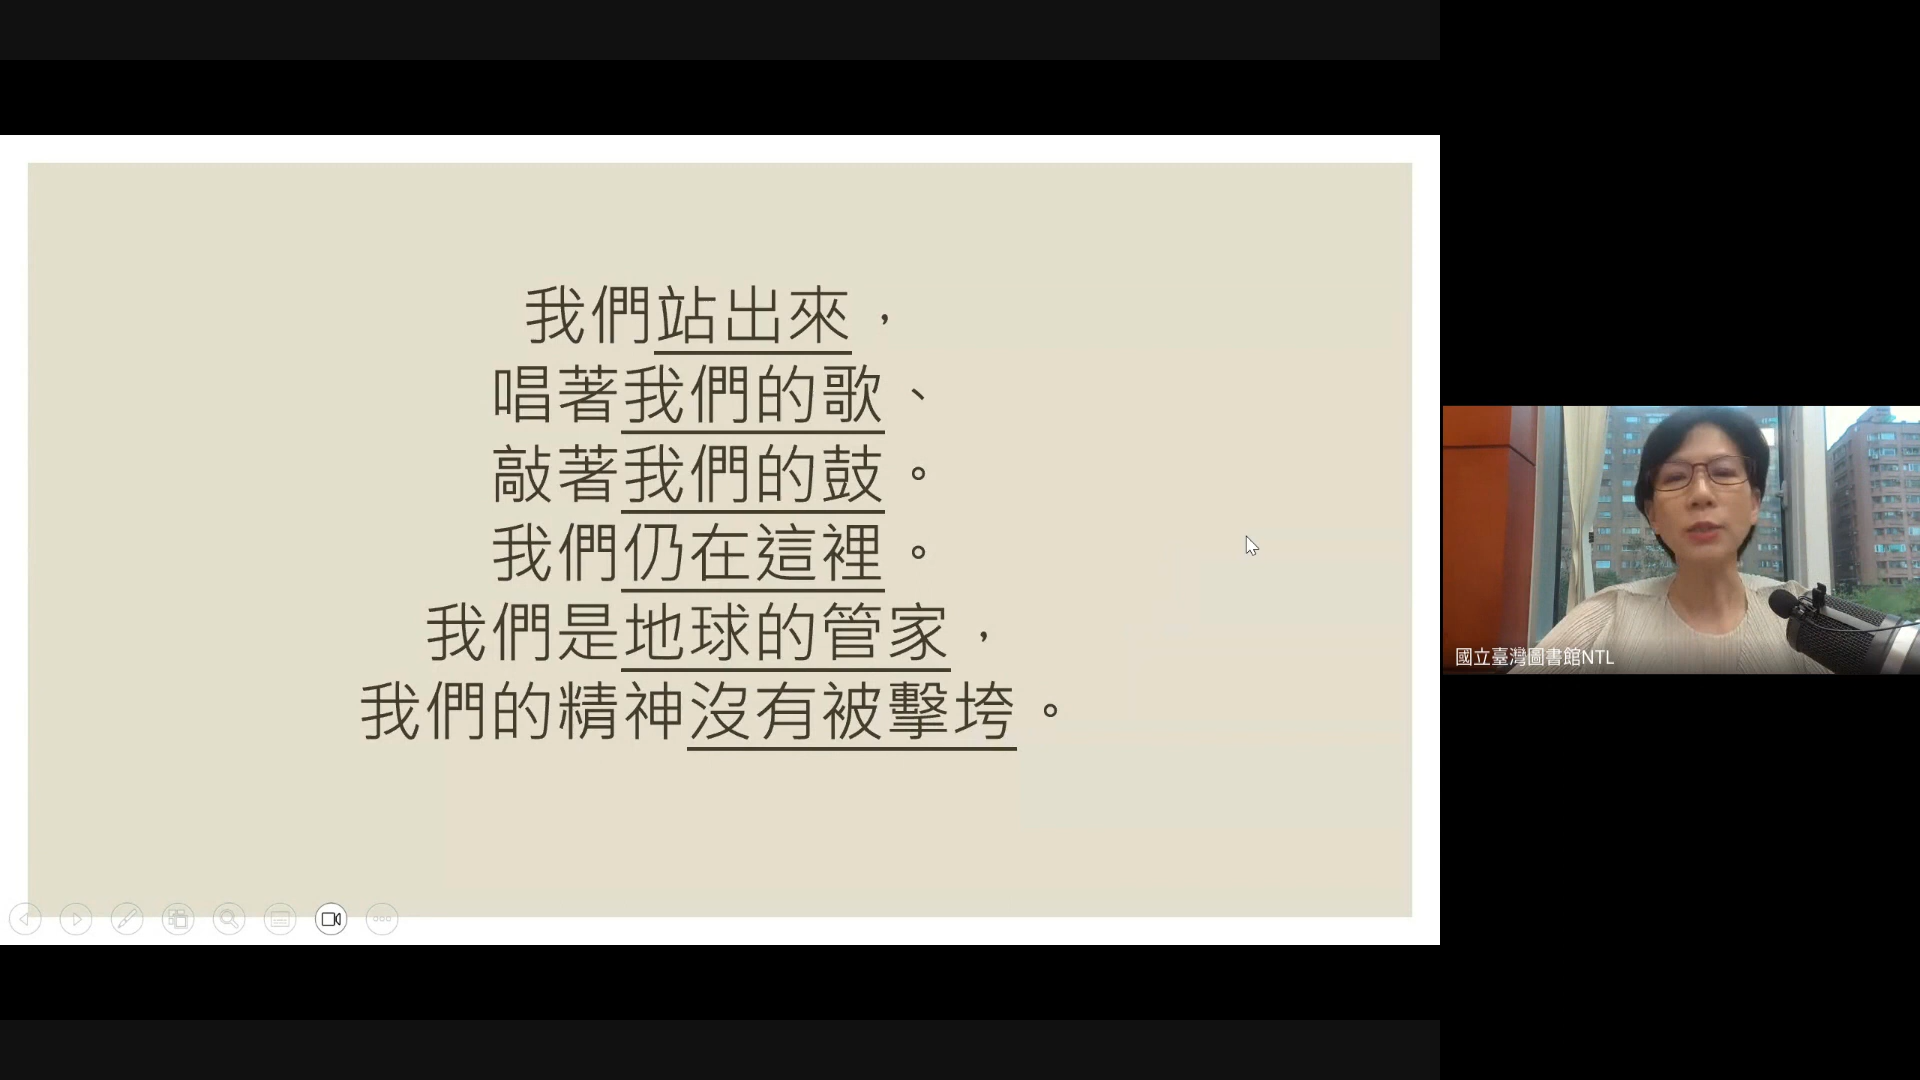 我們站出來，
唱著我們的歌、
敲著我們的鼓。
我們仍在這裡。
我們是地球的管家，
我們的精神沒有被擊垮。
國立臺灣圖書館NTL